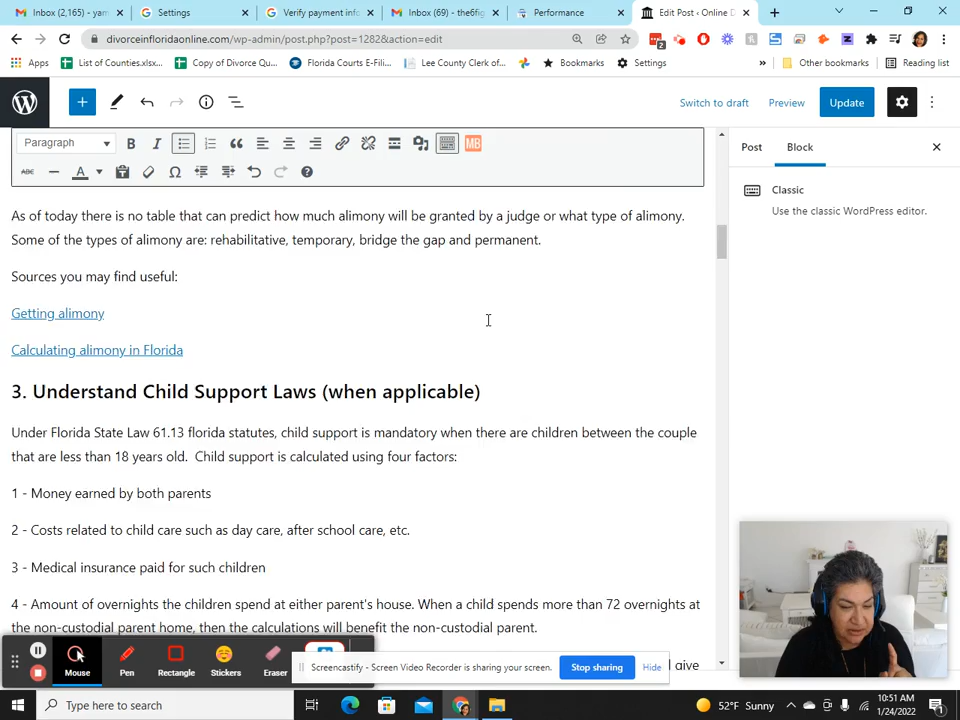 Inbox (2,165) - yam
Settings
Verify payment info
Inbox (69) - the6fig
Performance
Edit Post ‹ Online D
divorceinfloridaonline.com/wp-admin/post.php?post=1282&action=edit
2
Apps
List of Counties.xlsx...
Copy of Divorce Qu...
Florida Courts E-Fili...
Lee County Clerk of...
Bookmarks
Settings
»
Other bookmarks
Reading list
Switch to draft
Preview
Update
Paragraph
B
I
MB
ABC
A
Ω
Post
Block
Classic
Use the classic WordPress editor.
As of today there is no table that can predict how much alimony will be granted by a judge or what type of alimony.
Some of the types of alimony are: rehabilitative, temporary, bridge the gap and permanent.
Sources you may find useful:
Getting alimony
Calculating alimony in Florida
3. Understand Child Support Laws (when applicable)
Under Florida State Law 61.13 florida statutes, child support is mandatory when there are children between the couple
that are less than 18 years old.  Child support is calculated using four factors:
1 - Money earned by both parents
2 - Costs related to child care such as day care, after school care, etc.
3 - Medical insurance paid for such children
4 - Amount of overnights the children spend at either parent's house. When a child spends more than 72 overnights at
the non-custodial parent home, then the calculations will benefit the non-custodial parent.
d give
Mouse
Pen
Rectangle
Stickers
Eraser
Screencastify - Screen Video Recorder is sharing your screen.
Stop sharing
Hide
Type here to search
52°F Sunny
10:51 AM
1/24/2022
1